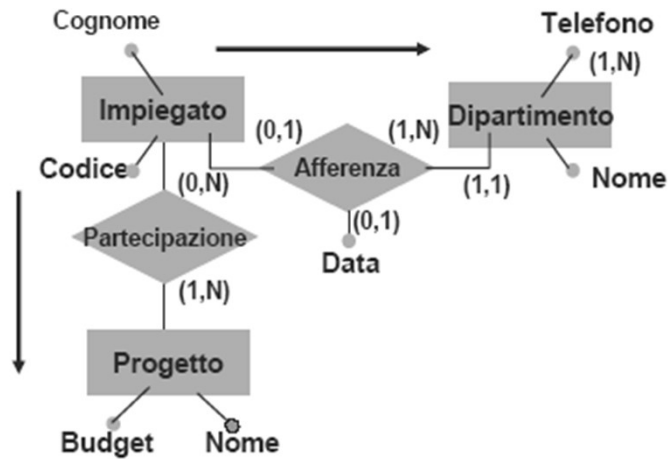 Cognome
Telefono
(1,N)
Impiegato
Dipartimento
(0,1)
(1,N)
Codice
(0,N)
Afferenza
(1,1)
Nome
Partecipazione
(0,1)
Data
(1,N)
Progetto
Budget
Nome